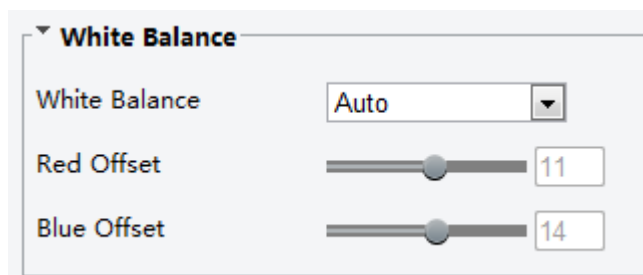 White Balance
White Balance Auto
Red Offset 11
Blue Offset 14